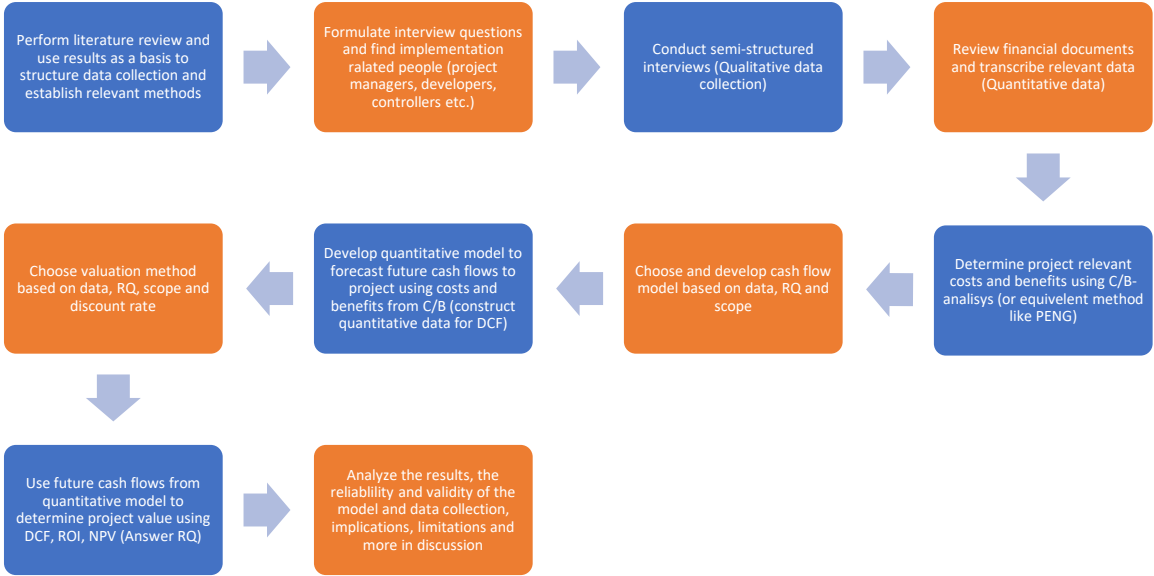 Perform literature review and
use results as a basis to
structure data collection and
establish relevant methods
Formulate interview questions
and find implementation
ralated people (project
managers, developers,
controllers etc.)
Conduct semi-structured
interviews (Qualitative data
collection)
Review financial documents
and transcribe relevant data
(Quantitative data)
Determine project relevant
costs and benefits using C/B-
analisys (or equivelent method
like PENG)
Choose and develop cash flow
model based on data, RQ and
scope
Develop quantitative model to
forecast future cash flows to
project using costs and
benefits from C/B (construct
quantitative data for DCF)
Choose valuation method
based on data, RQ, scope and
discount rate
Use future cash flows from
quantitative model to
determine project value using
DCF, ROI, NPV (Answer RQ)
Analyze the results, the
reliablility and validity of the
model and data collection,
implications, limitations and
more in discussion